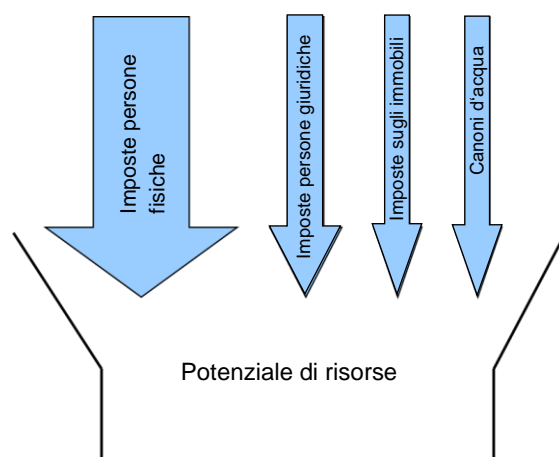 Imposte persone
fisiche
Imposte persone giuridiche
Imposte sugli immobili
Canoni d'acqua
Potenziale di risorse